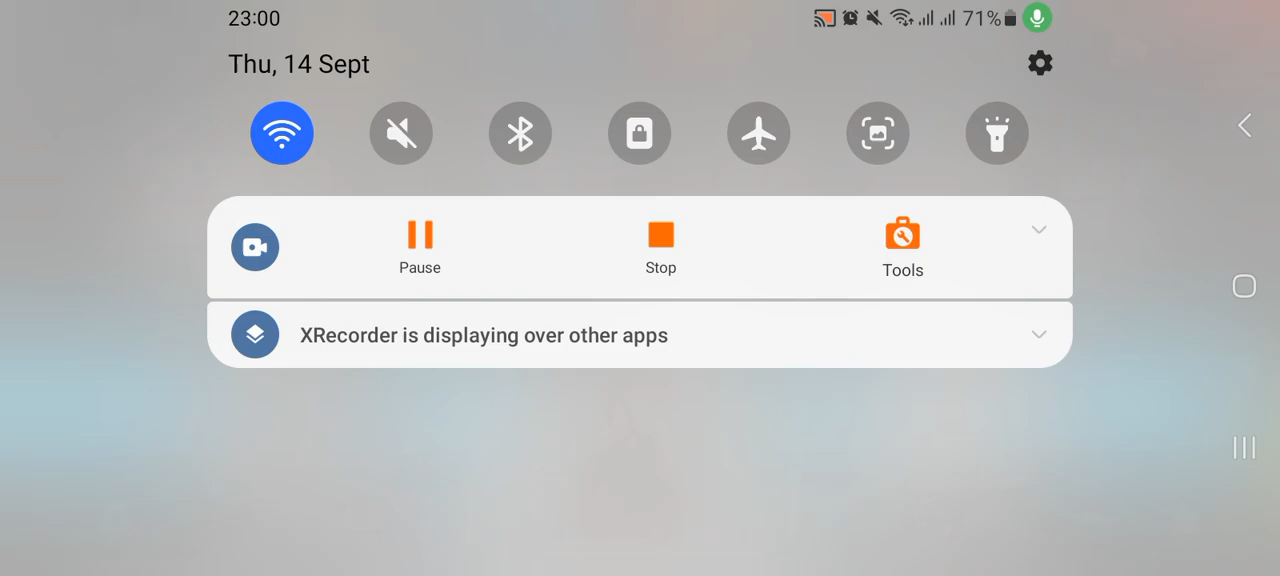 23:00
71%
Thu, 14 Sept
Pause
Stop
Tools
XRecorder is displaying over other apps